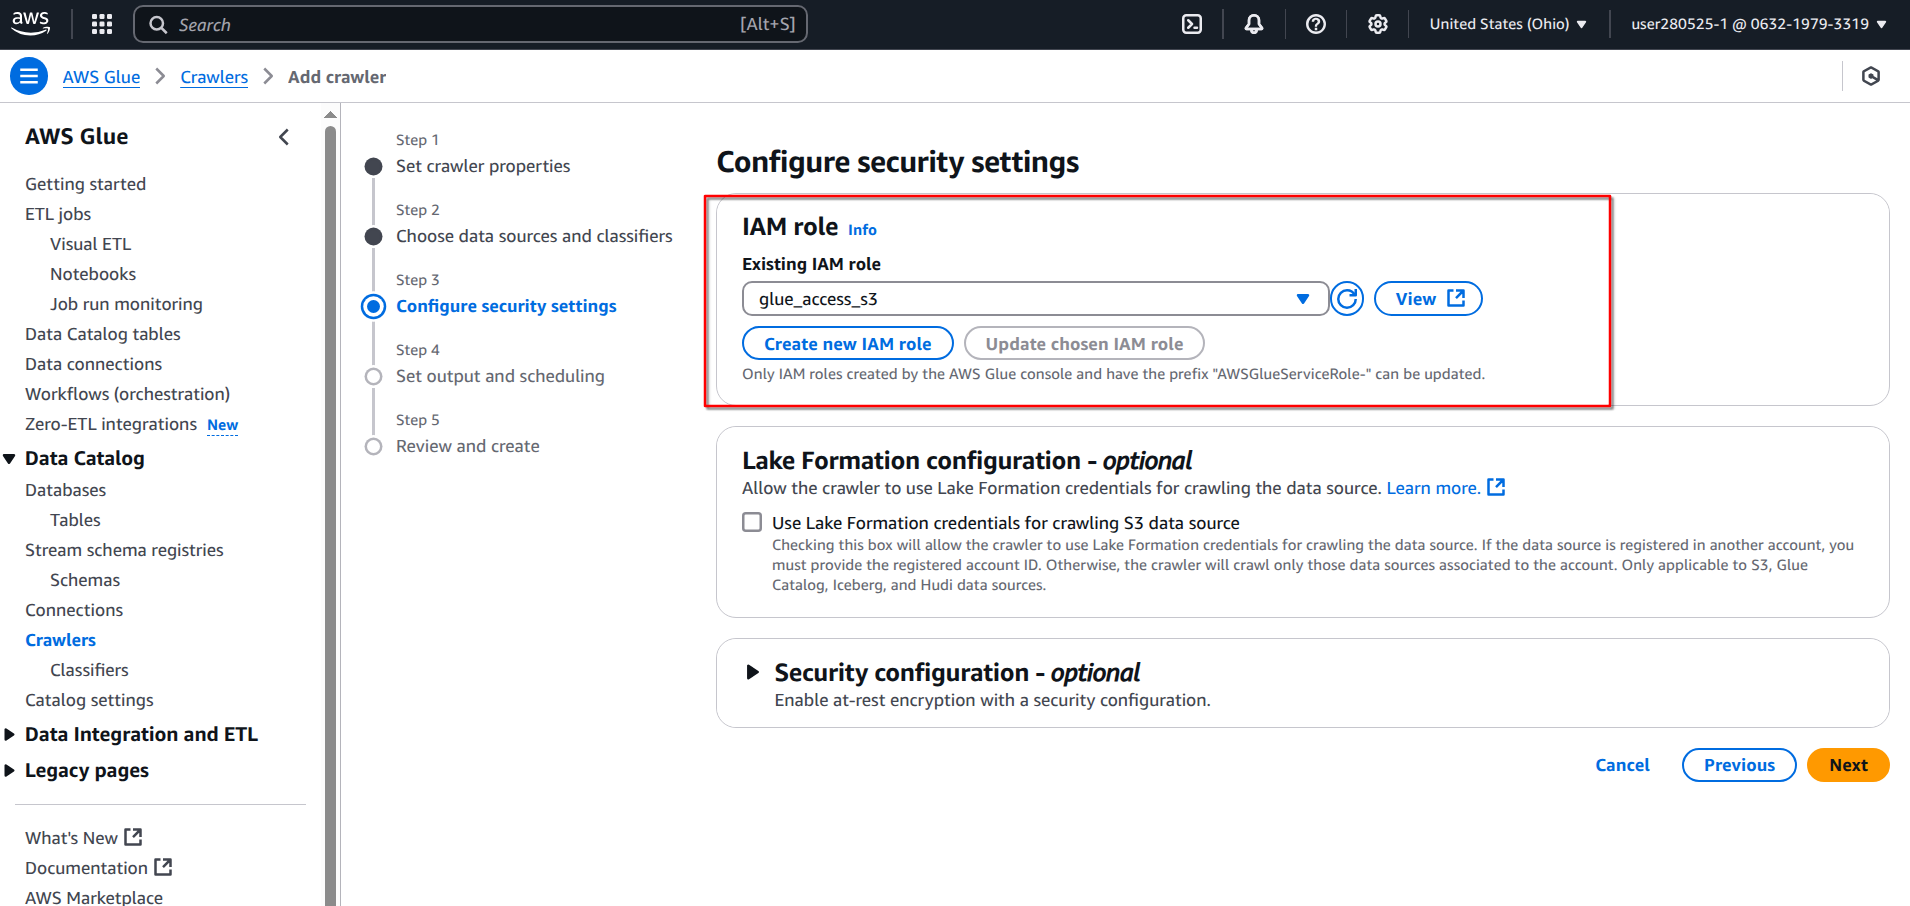 aws
Search [Alt+S]
United States (Ohio)
user280525-1 @ 0632-1979-3319
AWS Glue
Crawlers
Add crawler
AWS Glue
Getting started
ETL jobs
Visual ETL
Notebooks
Job run monitoring
Data Catalog tables
Data connections
Workflows (orchestration)
Zero-ETL integrations New
Data Catalog
Databases
Tables
Stream schema registries
Schemas
Connections
Crawlers
Classifiers
Catalog settings
Data Integration and ETL
Legacy pages
What's New
Documentation
AWS Marketplace
Step 1
Set crawler properties
Step 2
Choose data sources and classifiers
Step 3
Configure security settings
Step 4
Set output and scheduling
Step 5
Review and create
Configure security settings
IAM role Info
Existing IAM role
glue_access_s3
View
Create new IAM role
Update chosen IAM role
Only IAM roles created by the AWS Glue console and have the prefix "AWSGlueServiceRole-" can be updated.
Lake Formation configuration - optional
Allow the crawler to use Lake Formation credentials for crawling the data source. Learn more.
Use Lake Formation credentials for crawling S3 data source
Checking this box will allow the crawler to use Lake Formation credentials for crawling the data source. If the data source is registered in another account, you
must provide the registered account ID. Otherwise, the crawler will crawl only those data sources associated to the account. Only applicable to S3, Glue
Catalog, Iceberg, and Hudi data sources.
Security configuration - optional
Enable at-rest encryption with a security configuration.
Cancel
Previous
Next